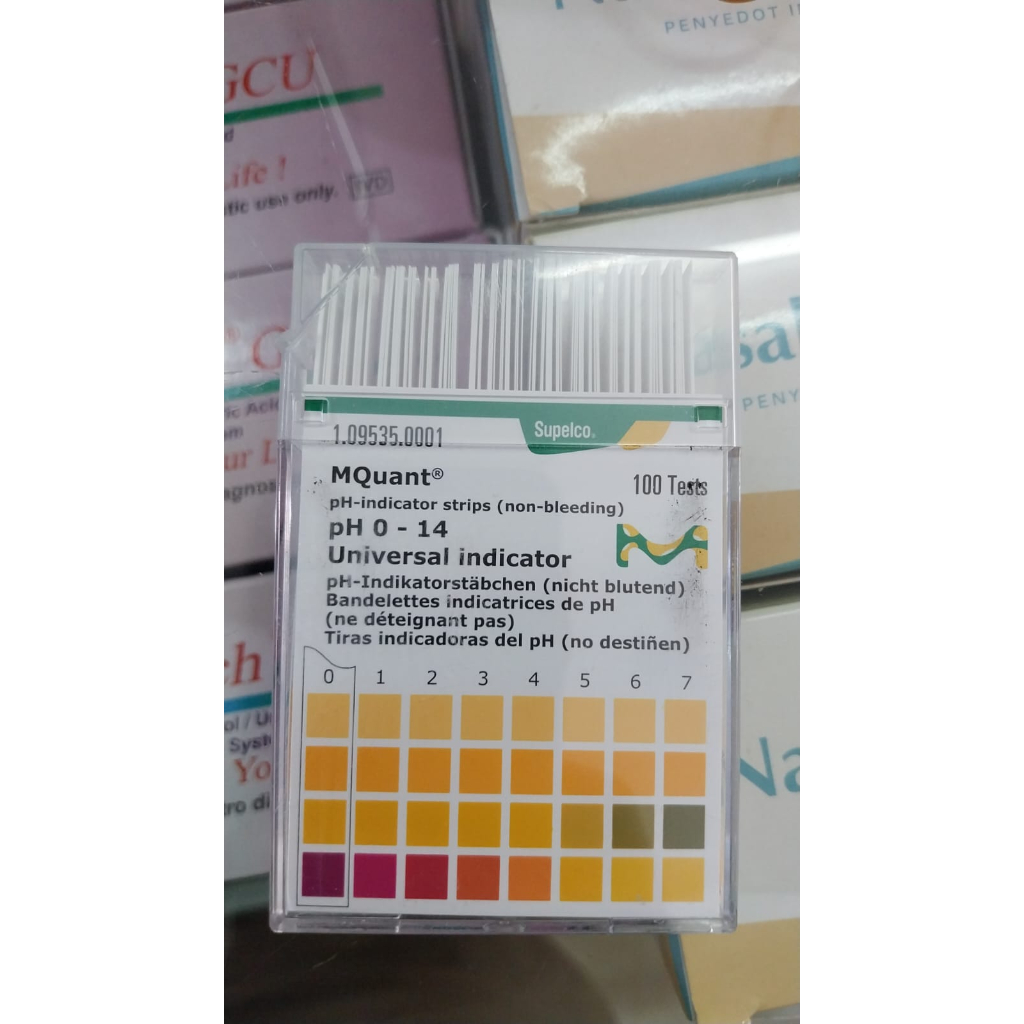 GCU
Life !
use only. IVD
PENYEDOT
PENY
1.09535.0001
Supelco®
MQuant®
100 Tests
pH-indicator strips (non-bleeding)
pH 0 - 14
Universal indicator
pH-Indikatorstäbchen (nicht blutend)
Bandelettes indicatrices de pH
(ne déteignant pas)
Tiras indicadoras del pH (no destiñen)
0 1 2 3 4 5 6 7